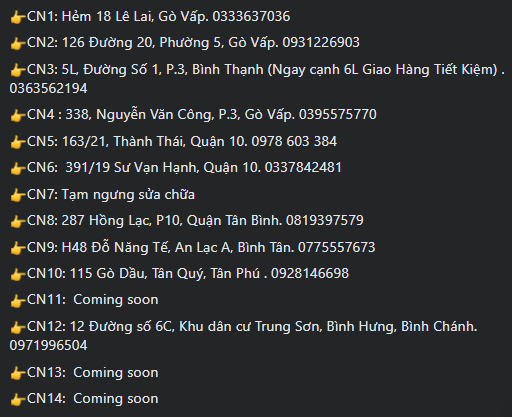 👉CN1: Hẻm 18 Lê Lai, Gò Vấp. 0333637036
👉CN2: 126 Đường 20, Phường 5, Gò Vấp. 0931226903
👉CN3: 5L, Đường Số 1, P.3, Bình Thạnh (Ngay cạnh 6L Giao Hàng Tiết Kiệm) .
0363562194
👉CN4 : 338, Nguyễn Văn Công, P.3, Gò Vấp. 0395575770
👉CN5: 163/21, Thành Thái, Quận 10. 0978 603 384
👉CN6:  391/19 Sư Vạn Hạnh, Quận 10. 0337842481
👉CN7: Tạm ngưng sửa chữa
👉CN8: 287 Hồng Lạc, P10, Quận Tân Bình. 0819397579
👉CN9: H48 Đỗ Năng Tế, An Lạc A, Bình Tân. 0775557673
👉CN10: 115 Gò Dầu, Tân Quý, Tân Phú . 0928146698
👉CN11:  Coming soon
👉CN12: 12 Đường số 6C, Khu dân cư Trung Sơn, Bình Hưng, Bình Chánh.
0971996504
👉CN13:  Coming soon
👉CN14:  Coming soon